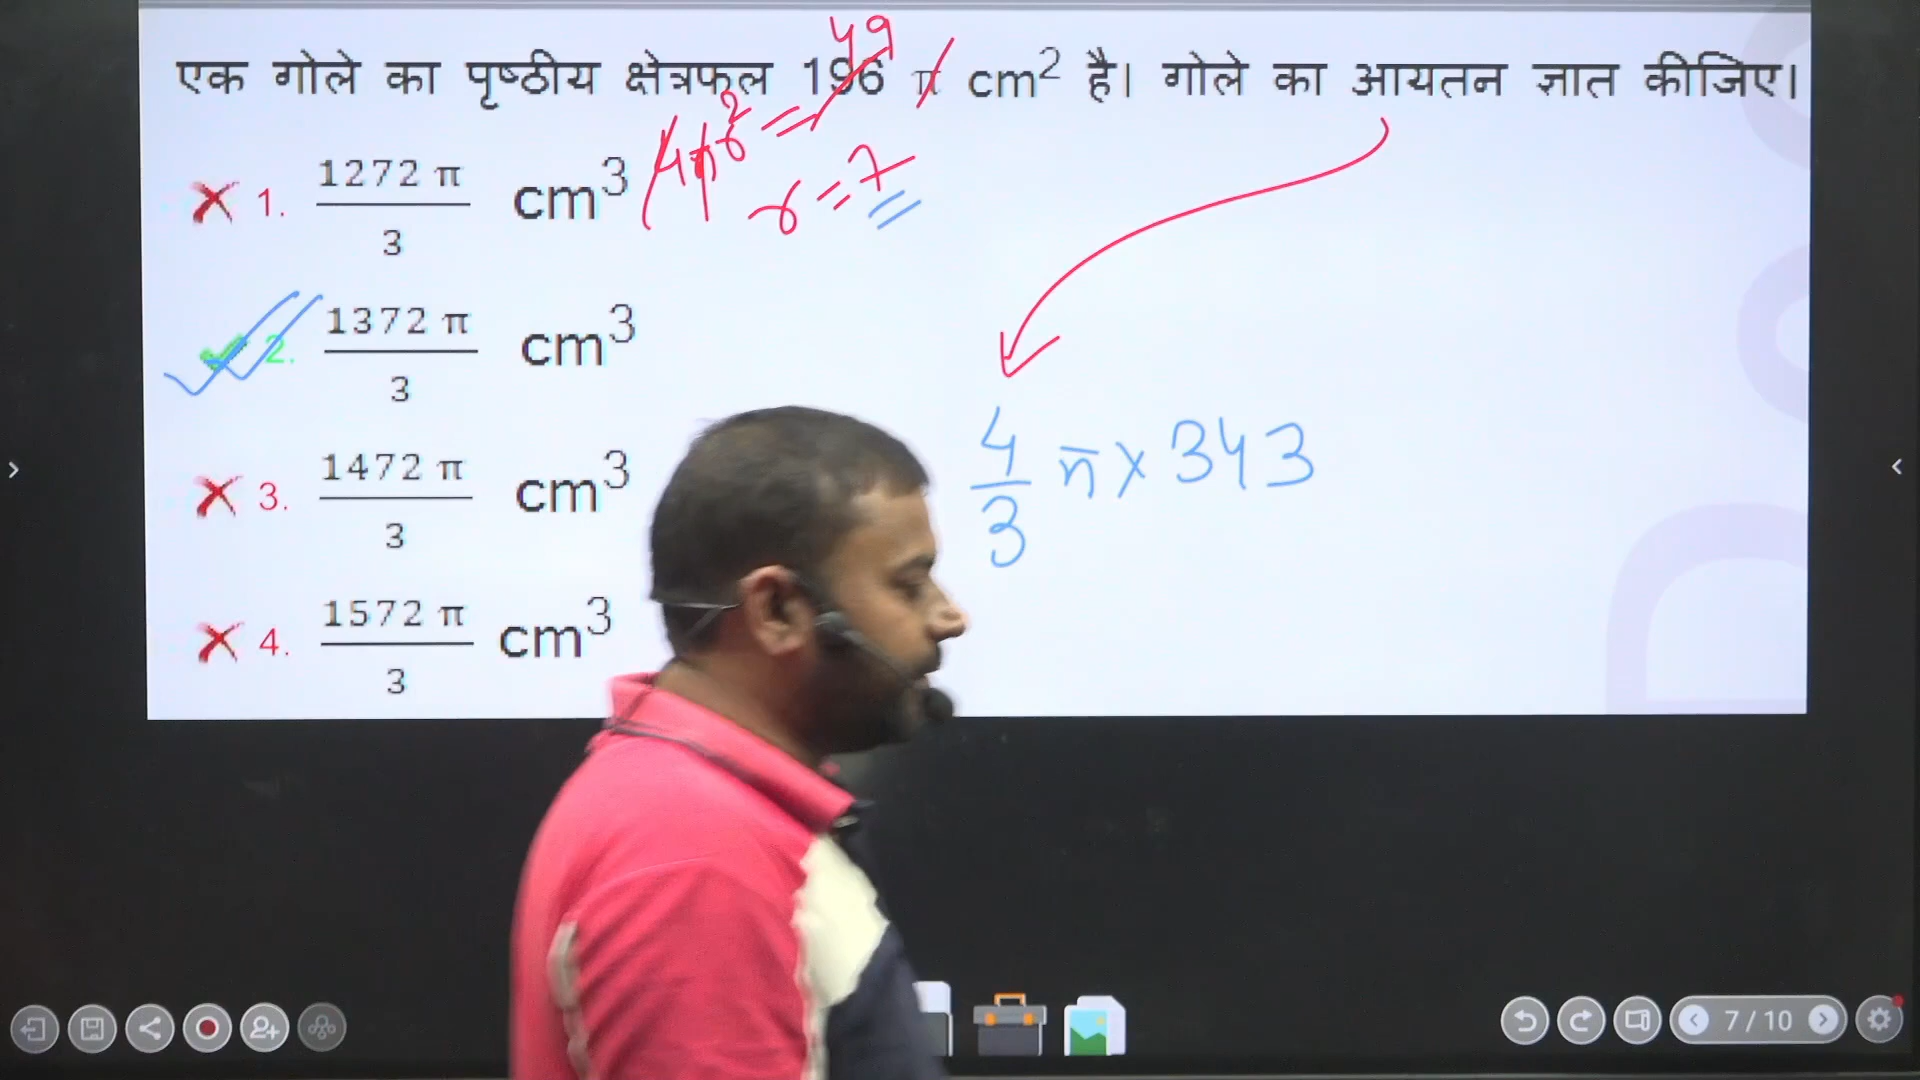 एक गोले का पृष्ठीय क्षेत्रफल 196 π cm² है। गोले का आयतन ज्ञात कीजिए।
49
4πr² =
r = 7
1. 1272 π / 3 cm³
2. 1372 π / 3 cm³
3. 1472 π / 3 cm³
4. 1572 π / 3 cm³
4/3 π × 343
7 / 10